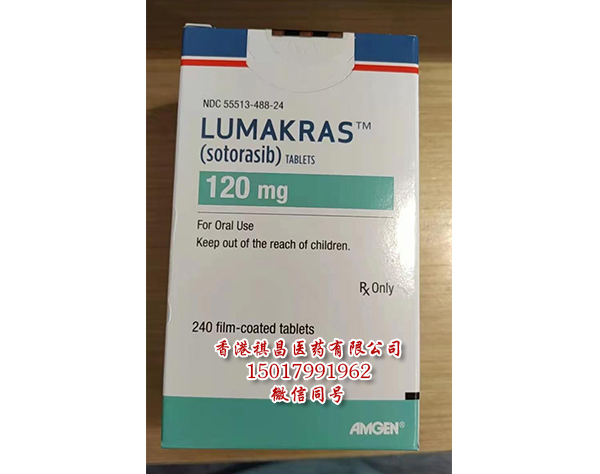 NDC 55513-488-24
LUMAKRAS™
(sotorasib) TABLETS
120 mg
For Oral Use
Keep out of the reach of children.
Rx Only
240 film-coated tablets
香港祺昌医药有限公司
15017991962
微信同号
AMGEN®